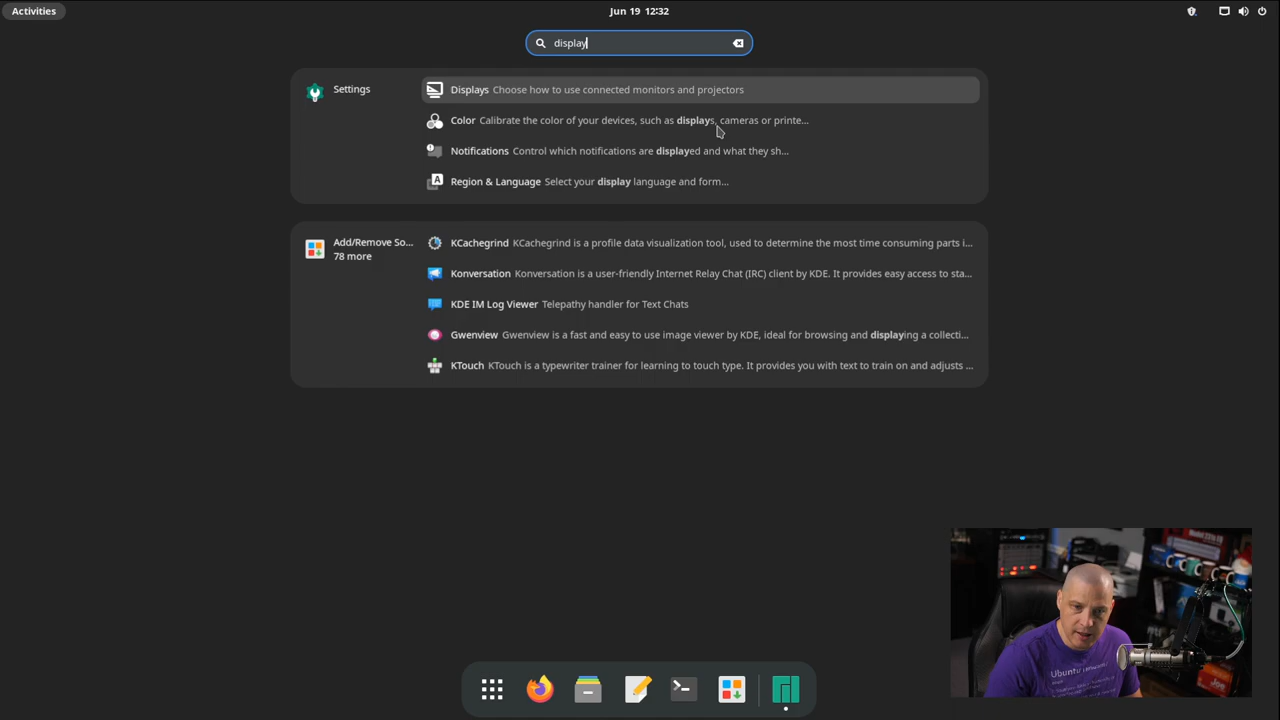 Activities
Jun 19 12:32
display
Settings
Displays Choose how to use connected monitors and projectors
Color Calibrate the color of your devices, such as displays, cameras or printe...
Notifications Control which notifications are displayed and what they sh...
Region & Language Select your display language and form...
Add/Remove So...
78 more
KCachegrind KCachegrind is a profile data visualization tool, used to determine the most time consuming parts i...
Konversation Konversation is a user-friendly Internet Relay Chat (IRC) client by KDE. It provides easy access to sta...
KDE IM Log Viewer Telepathy handler for Text Chats
Gwenview Gwenview is a fast and easy to use image viewer by KDE, ideal for browsing and displaying a collecti...
KTouch KTouch is a typewriter trainer for learning to touch type. It provides you with text to train on and adjusts ...
Ubuntu